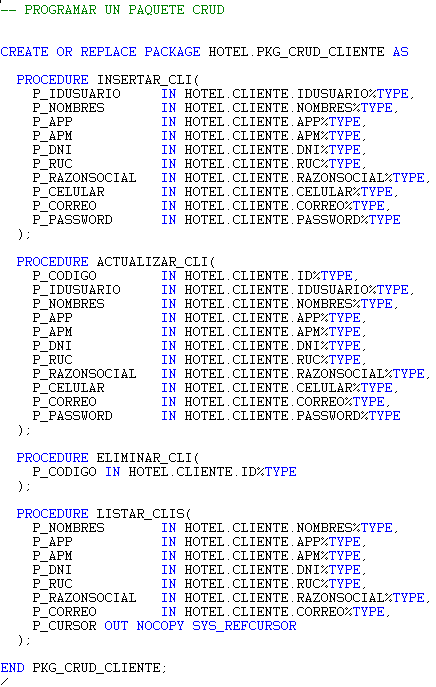 -- PROGRAMAR UN PAQUETE CRUD
CREATE OR REPLACE PACKAGE HOTEL.PKG_CRUD_CLIENTE AS
PROCEDURE INSERTAR_CLI(
P_IDUSUARIO IN HOTEL.CLIENTE.IDUSUARIO%TYPE,
P_NOMBRES IN HOTEL.CLIENTE.NOMBRES%TYPE,
P_APP IN HOTEL.CLIENTE.APP%TYPE,
P_APM IN HOTEL.CLIENTE.APM%TYPE,
P_DNI IN HOTEL.CLIENTE.DNI%TYPE,
P_RUC IN HOTEL.CLIENTE.RUC%TYPE,
P_RAZONSOCIAL IN HOTEL.CLIENTE.RAZONSOCIAL%TYPE,
P_CELULAR IN HOTEL.CLIENTE.CELULAR%TYPE,
P_CORREO IN HOTEL.CLIENTE.CORREO%TYPE,
P_PASSWORD IN HOTEL.CLIENTE.PASSWORD%TYPE
);
PROCEDURE ACTUALIZAR_CLI(
P_CODIGO IN HOTEL.CLIENTE.ID%TYPE,
P_IDUSUARIO IN HOTEL.CLIENTE.IDUSUARIO%TYPE,
P_NOMBRES IN HOTEL.CLIENTE.NOMBRES%TYPE,
P_APP IN HOTEL.CLIENTE.APP%TYPE,
P_APM IN HOTEL.CLIENTE.APM%TYPE,
P_DNI IN HOTEL.CLIENTE.DNI%TYPE,
P_RUC IN HOTEL.CLIENTE.RUC%TYPE,
P_RAZONSOCIAL IN HOTEL.CLIENTE.RAZONSOCIAL%TYPE,
P_CELULAR IN HOTEL.CLIENTE.CELULAR%TYPE,
P_CORREO IN HOTEL.CLIENTE.CORREO%TYPE,
P_PASSWORD IN HOTEL.CLIENTE.PASSWORD%TYPE
);
PROCEDURE ELIMINAR_CLI(
P_CODIGO IN HOTEL.CLIENTE.ID%TYPE
);
PROCEDURE LISTAR_CLIS(
P_NOMBRES IN HOTEL.CLIENTE.NOMBRES%TYPE,
P_APP IN HOTEL.CLIENTE.APP%TYPE,
P_APM IN HOTEL.CLIENTE.APM%TYPE,
P_DNI IN HOTEL.CLIENTE.DNI%TYPE,
P_RUC IN HOTEL.CLIENTE.RUC%TYPE,
P_RAZONSOCIAL IN HOTEL.CLIENTE.RAZONSOCIAL%TYPE,
P_CORREO IN HOTEL.CLIENTE.CORREO%TYPE,
P_CURSOR OUT NOCOPY SYS_REFCURSOR
);
END PKG_CRUD_CLIENTE;
/